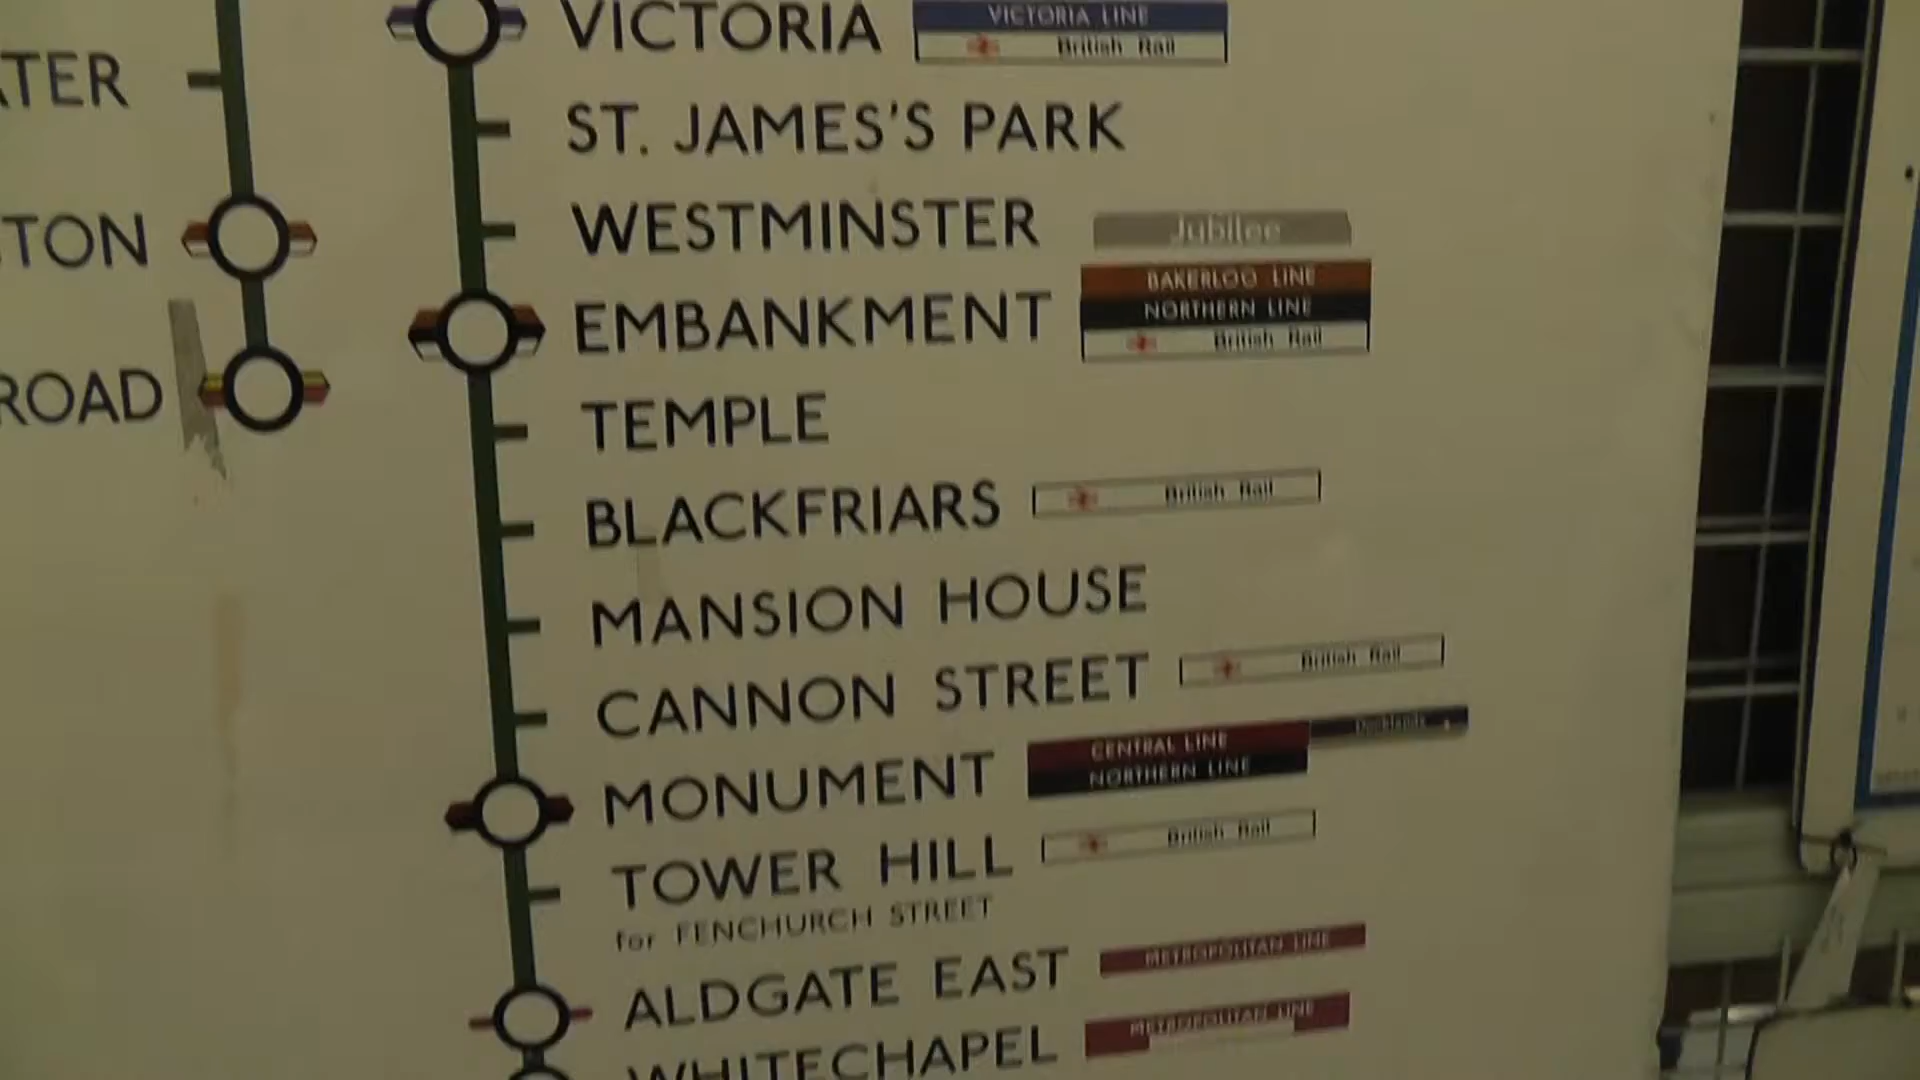 VICTORIA
VICTORIA LINE
British Rail
ATER
ST. JAMES'S PARK
WESTMINSTER
Jubilee
TON
EMBANKMENT
BAKERLOO LINE
NORTHERN LINE
British Rail
ROAD
TEMPLE
BLACKFRIARS
British Rail
MANSION HOUSE
CANNON STREET
British Rail
MONUMENT
CENTRAL LINE
NORTHERN LINE
Docklands
TOWER HILL
British Rail
for FENCHURCH STREET
ALDGATE EAST
METROPOLITAN LINE
WHITECHAPEL
METROPOLITAN LINE